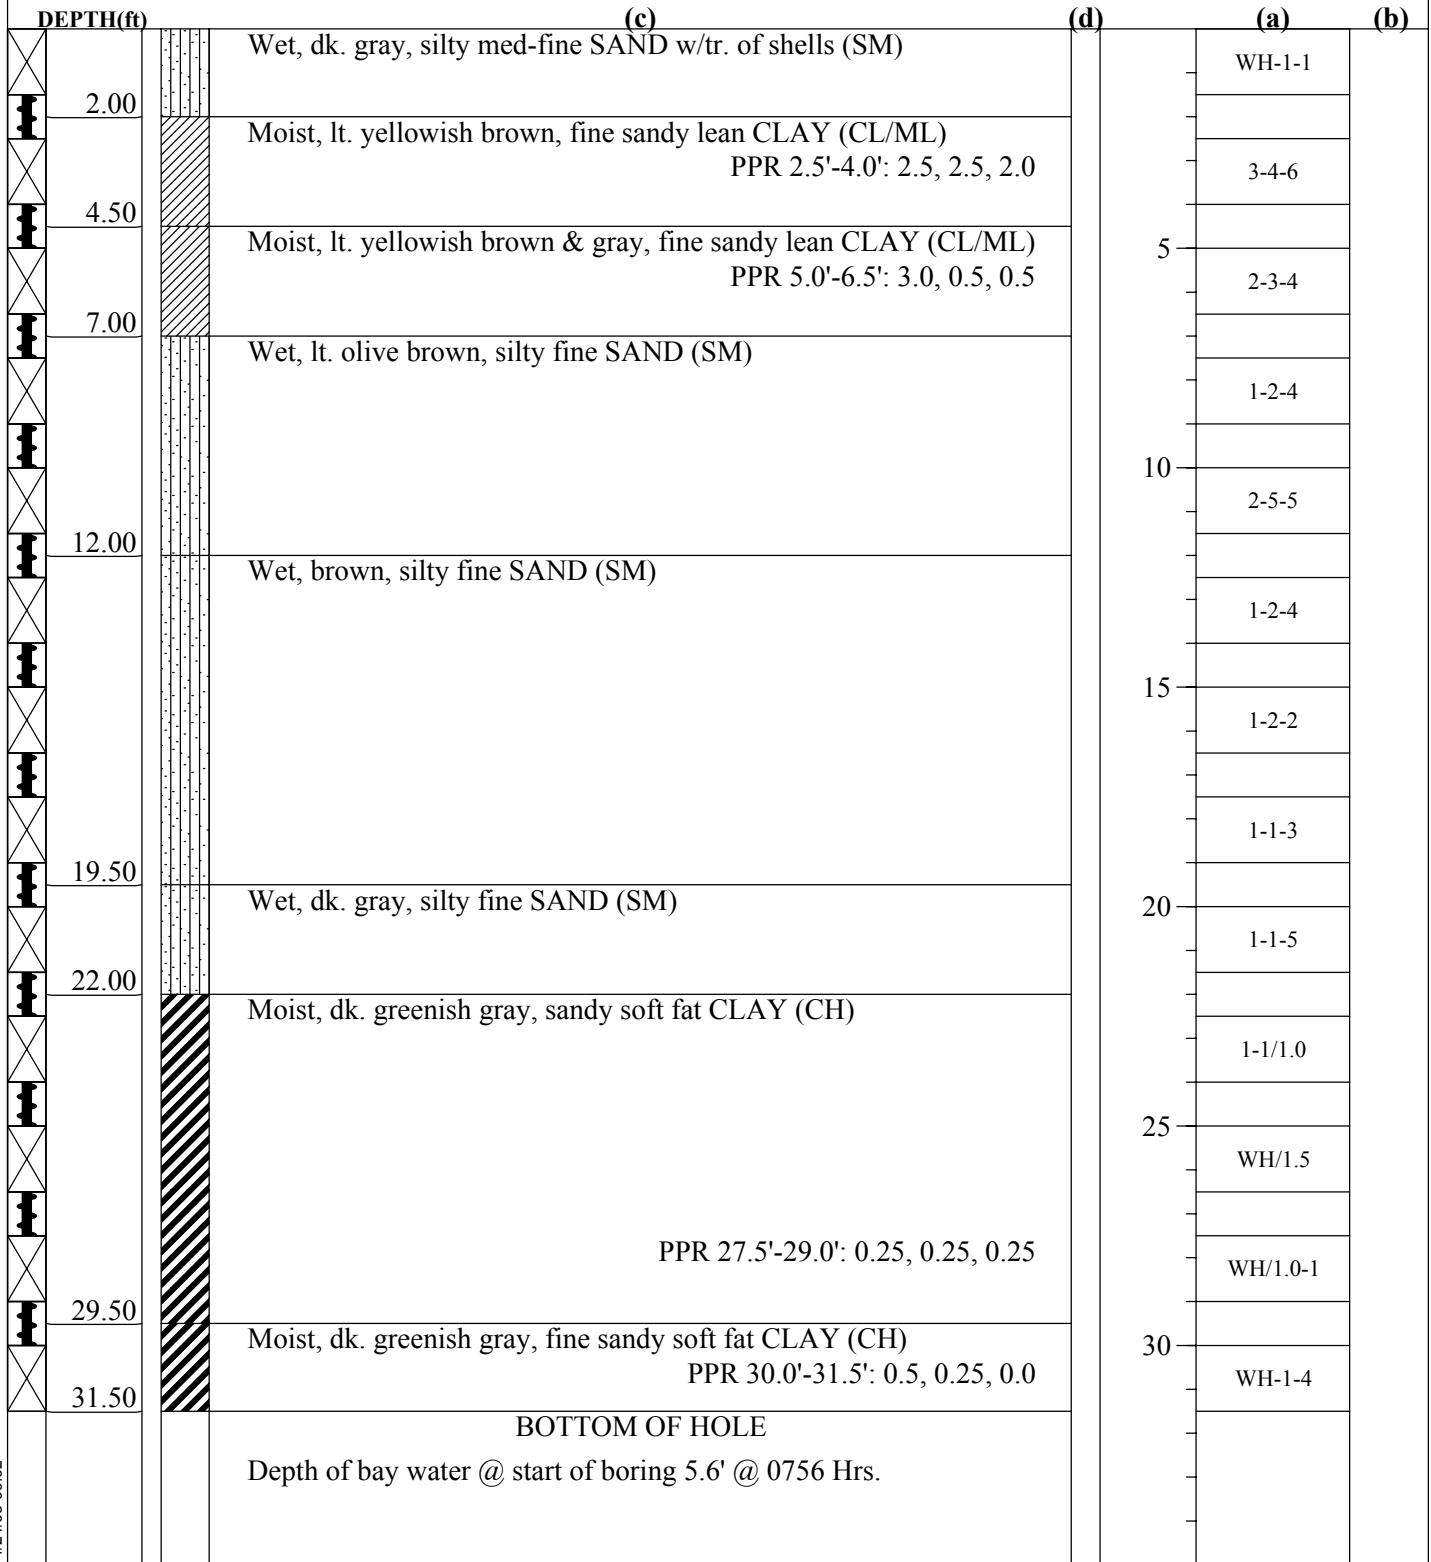 DEPTH(ft) (c) (d) (a) (b)
Wet, dk. gray, silty med-fine SAND w/tr. of shells (SM)
WH-1-1
2.00
Moist, lt. yellowish brown, fine sandy lean CLAY (CL/ML)
PPR 2.5'-4.0': 2.5, 2.5, 2.0
3-4-6
4.50
Moist, lt. yellowish brown & gray, fine sandy lean CLAY (CL/ML)
5
PPR 5.0'-6.5': 3.0, 0.5, 0.5
2-3-4
7.00
Wet, lt. olive brown, silty fine SAND (SM)
1-2-4
10
2-5-5
12.00
Wet, brown, silty fine SAND (SM)
1-2-4
15
1-2-2
1-1-3
19.50
Wet, dk. gray, silty fine SAND (SM)
20
1-1-5
22.00
Moist, dk. greenish gray, sandy soft fat CLAY (CH)
1-1/1.0
25
WH/1.5
PPR 27.5'-29.0': 0.25, 0.25, 0.25
WH/1.0-1
29.50
Moist, dk. greenish gray, fine sandy soft fat CLAY (CH)
30
PPR 30.0'-31.5': 0.5, 0.25, 0.0
WH-1-4
31.50
BOTTOM OF HOLE
Depth of bay water @ start of boring 5.6' @ 0756 Hrs.